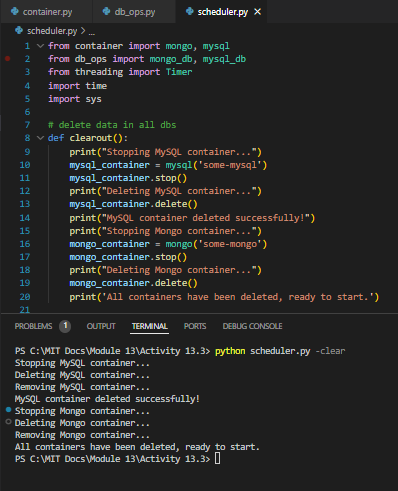 container.py db_ops.py scheduler.py ×
scheduler.py > ...
1 from container import mongo, mysql
2 from db_ops import mongo_db, mysql_db
3 from threading import Timer
4 import time
5 import sys
6
7 # delete data in all dbs
8 def clearout():
9 print("Stopping MySQL container...")
10 mysql_container = mysql('some-mysql')
11 mysql_container.stop()
12 print("Deleting MySQL container...")
13 mysql_container.delete()
14 print("MySQL container deleted successfully!")
15 print("Stopping Mongo container...")
16 mongo_container = mongo('some-mongo')
17 mongo_container.stop()
18 print("Deleting Mongo container...")
19 mongo_container.delete()
20 print('All containers have been deleted, ready to start.')
21
PROBLEMS 1 OUTPUT TERMINAL PORTS DEBUG CONSOLE
PS C:\MIT Docs\Module 13\Activity 13.3> python scheduler.py -clear
Stopping MySQL container...
Deleting MySQL container...
Removing MySQL container...
MySQL container deleted successfully!
Stopping Mongo container...
Deleting Mongo container...
Removing Mongo container...
All containers have been deleted, ready to start.
PS C:\MIT Docs\Module 13\Activity 13.3>